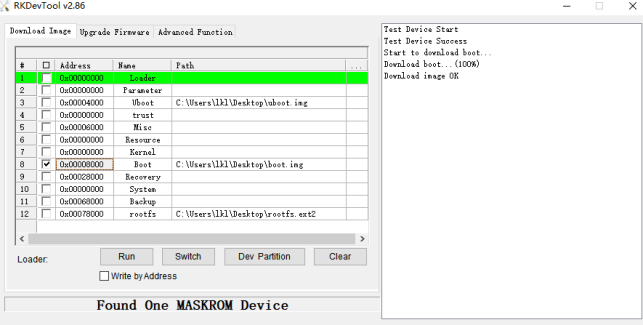 RKDevTool v2.86
Download Image Upgrade Firmware Advanced Function
# Address Name Path ...
1 0x00000000 Loader
2 0x00000000 Parameter
3 0x00004000 Uboot C:\Users\lkl\Desktop\uboot.img
4 0x00000000 trust
5 0x00006000 Misc
6 0x00000000 Resource
7 0x00000000 Kernel
8 0x00008000 Boot C:\Users\lkl\Desktop\boot.img
9 0x00028000 Recovery
10 0x00000000 System
11 0x00068000 Backup
12 0x00078000 rootfs C:\Users\lkl\Desktop\rootfs.ext2
Loader: Run Switch Dev Partition Clear
Write by Address
Found One MASKROM Device
Test Device Start
Test Device Success
Start to download boot...
Download boot...(100%)
Download image OK